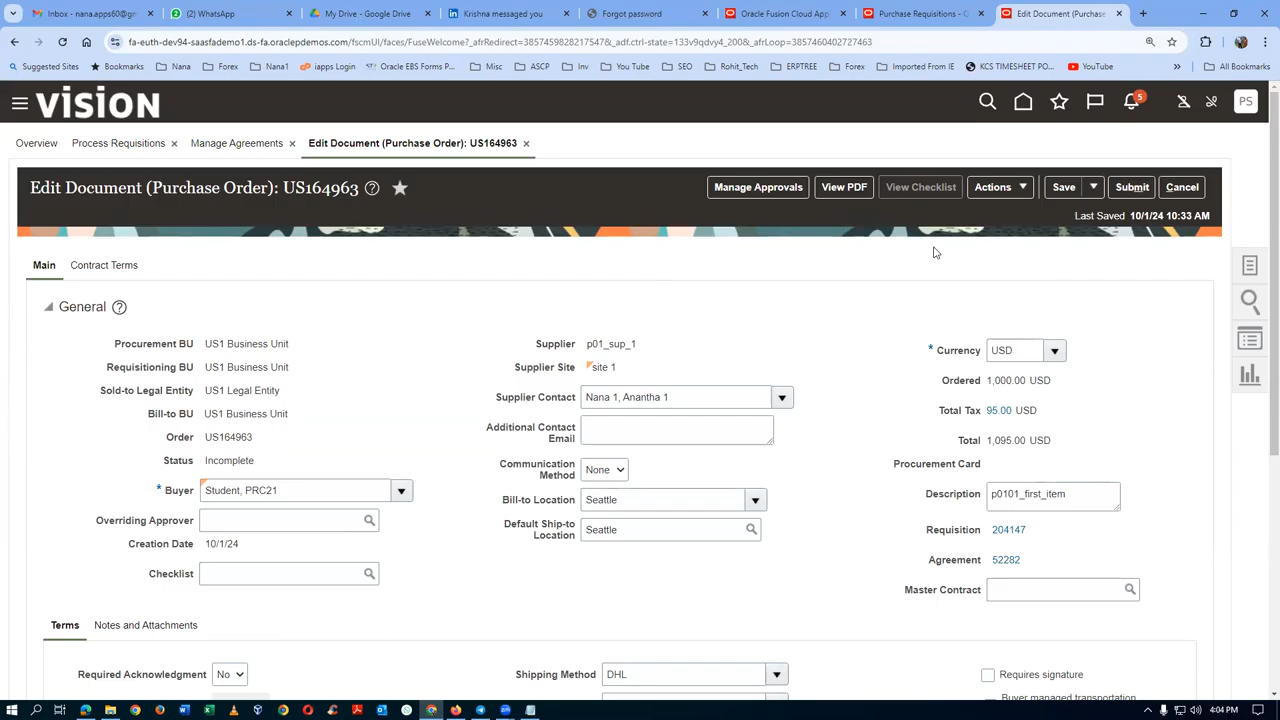 Inbox - nana.apps60@gm
(2) WhatsApp
My Drive - Google Drive
Krishna messaged you
Forgot password
Oracle Fusion Cloud App
Purchase Requisitions - O
Edit Document (Purchase
fa-euth-dev94-saasfademo1.ds-fa.oraclepdemos.com/fscmUI/faces/FuseWelcome?_afrRedirect=3857459828217547&_adf.ctrl-state=133v9qdvy4_200&_afrLoop=3857460402727463
Suggested Sites
Bookmarks
Nana
Forex
Nana1
iapps Login
Oracle EBS Forms P...
Misc
ASCP
Inv
You Tube
SEO
Rohit_Tech
ERPTREE
Forex
Imported From IE
KCS TIMESHEET PO...
YouTube
All Bookmarks
VISION
5
PS
Overview
Process Requisitions
Manage Agreements
Edit Document (Purchase Order): US164963
Edit Document (Purchase Order): US164963
Manage Approvals
View PDF
View Checklist
Actions
Save
Submit
Cancel
Last Saved 10/1/24 10:33 AM
Main
Contract Terms
General
Procurement BU US1 Business Unit
Requisitioning BU US1 Business Unit
Sold-to Legal Entity US1 Legal Entity
Bill-to BU US1 Business Unit
Order US164963
Status Incomplete
* Buyer Student, PRC21
Overriding Approver
Creation Date 10/1/24
Checklist
Supplier p01_sup_1
Supplier Site site 1
Supplier Contact Nana 1, Anantha 1
Additional Contact
Email
Communication
Method None
Bill-to Location Seattle
Default Ship-to
Location Seattle
* Currency USD
Ordered 1,000.00 USD
Total Tax 95.00 USD
Total 1,095.00 USD
Procurement Card
Description p0101_first_item
Requisition 204147
Agreement 52282
Master Contract
Terms
Notes and Attachments
Required Acknowledgment No
Shipping Method DHL
Requires signature
Buyer managed transportation
4:04 PM